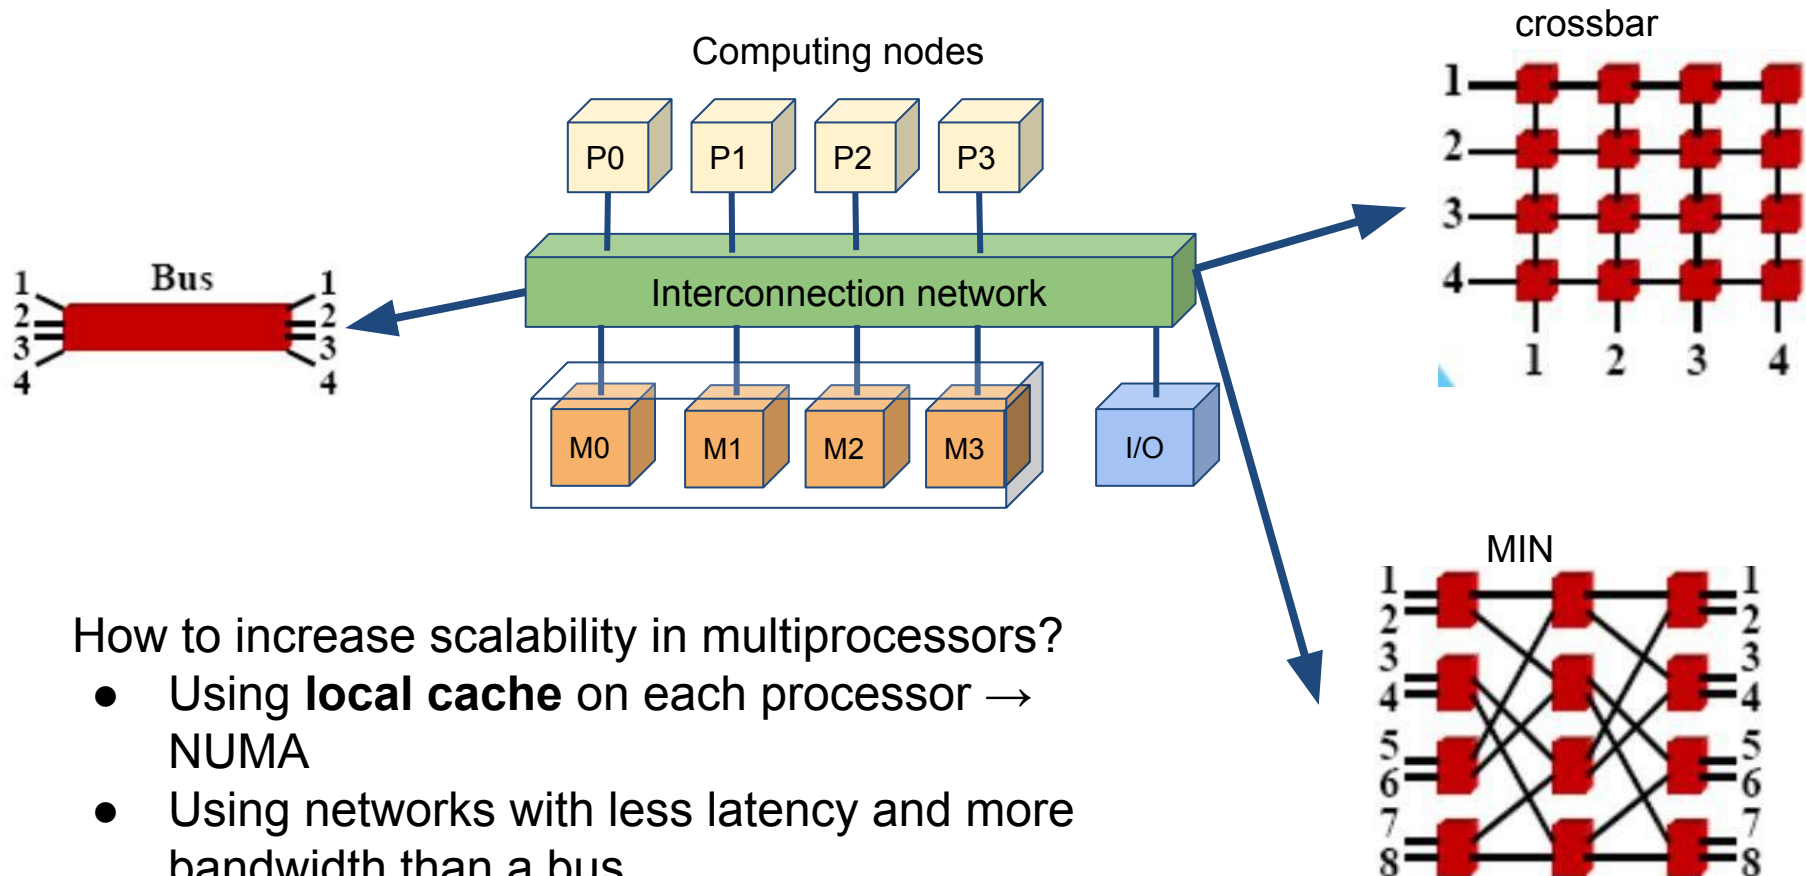 crossbar
Computing nodes
1
2
3
4
1 2 3 4
P0 P1 P2 P3
Bus
1 1
2 2
3 3
4 4
Interconnection network
M0 M1 M2 M3 I/O
MIN
1 1
2 2
3 3
4 4
5 5
6 6
7 7
8 8
How to increase scalability in multiprocessors?
● Using local cache on each processor →
NUMA
● Using networks with less latency and more
bandwidth than a bus